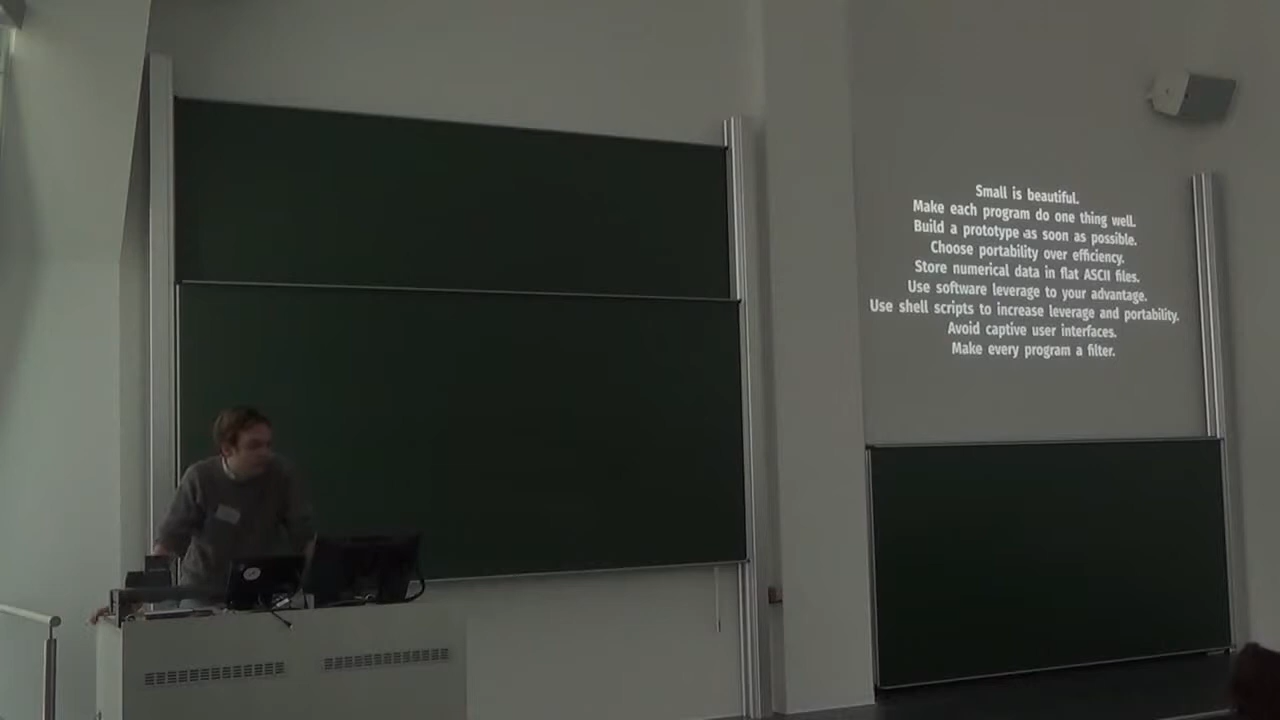 Small is beautiful.
Make each program do one thing well.
Build a prototype as soon as possible.
Choose portability over efficiency.
Store numerical data in flat ASCII files.
Use software leverage to your advantage.
Use shell scripts to increase leverage and portability.
Avoid captive user interfaces.
Make every program a filter.